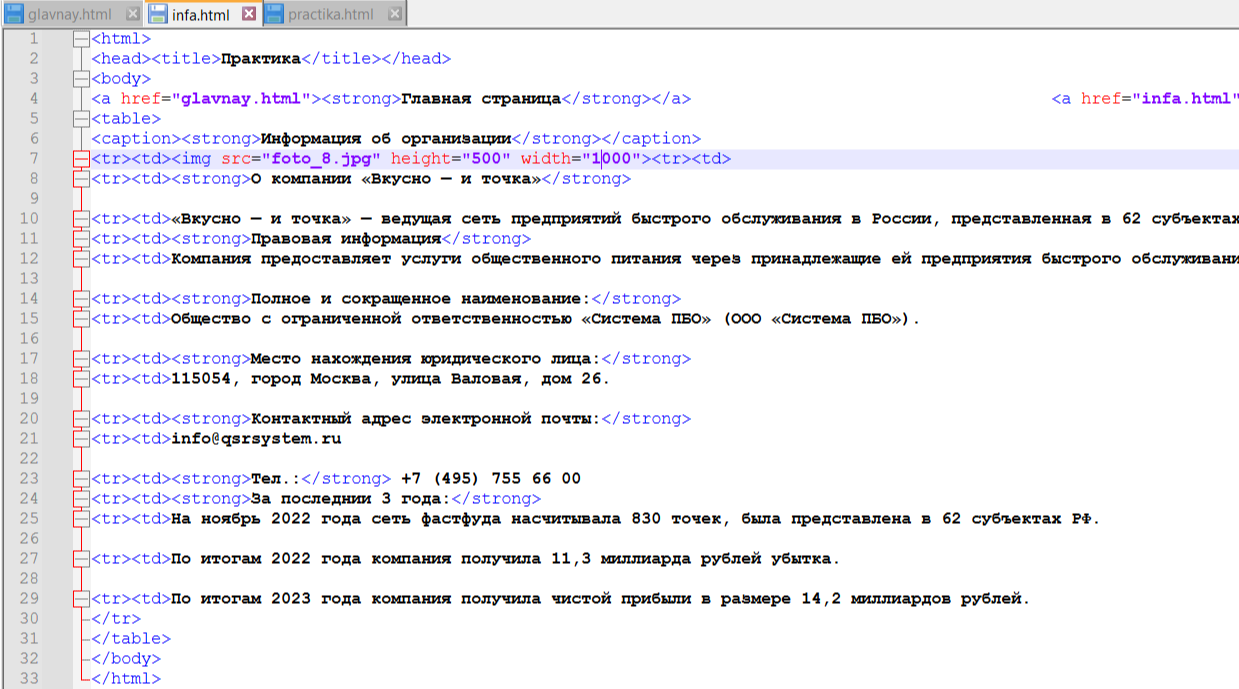 glavnay.html infa.html practika.html
1 <html>
2 <head><title>Практика</title></head>
3 <body>
4 <a href="glavnay.html"><strong>Главная страница</strong></a> <a href="infa.html"
5 <table>
6 <caption><strong>Информация об организации</strong></caption>
7 <tr><td><img src="foto_8.jpg" height="500" width="1000"><tr><td>
8 <tr><td><strong>О компании «Вкусно — и точка»</strong>
9
10 <tr><td>«Вкусно — и точка» — ведущая сеть предприятий быстрого обслуживания в России, представленная в 62 субъектах
11 <tr><td><strong>Правовая информация</strong>
12 <tr><td>Компания предоставляет услуги общественного питания через принадлежащие ей предприятия быстрого обслуживани
13
14 <tr><td><strong>Полное и сокращенное наименование:</strong>
15 <tr><td>Общество с ограниченной ответственностью «Система ПБО» (ООО «Система ПБО»).
16
17 <tr><td><strong>Место нахождения юридического лица:</strong>
18 <tr><td>115054, город Москва, улица Валовая, дом 26.
19
20 <tr><td><strong>Контактный адрес электронной почты:</strong>
21 <tr><td>info@qsrsystem.ru
22
23 <tr><td><strong>Тел.:</strong> +7 (495) 755 66 00
24 <tr><td><strong>За последнии 3 года:</strong>
25 <tr><td>На ноябрь 2022 года сеть фастфуда насчитывала 830 точек, была представлена в 62 субъектах РФ.
26
27 <tr><td>По итогам 2022 года компания получила 11,3 миллиарда рублей убытка.
28
29 <tr><td>По итогам 2023 года компания получила чистой прибыли в размере 14,2 миллиардов рублей.
30 </tr>
31 </table>
32 </body>
33 </html>